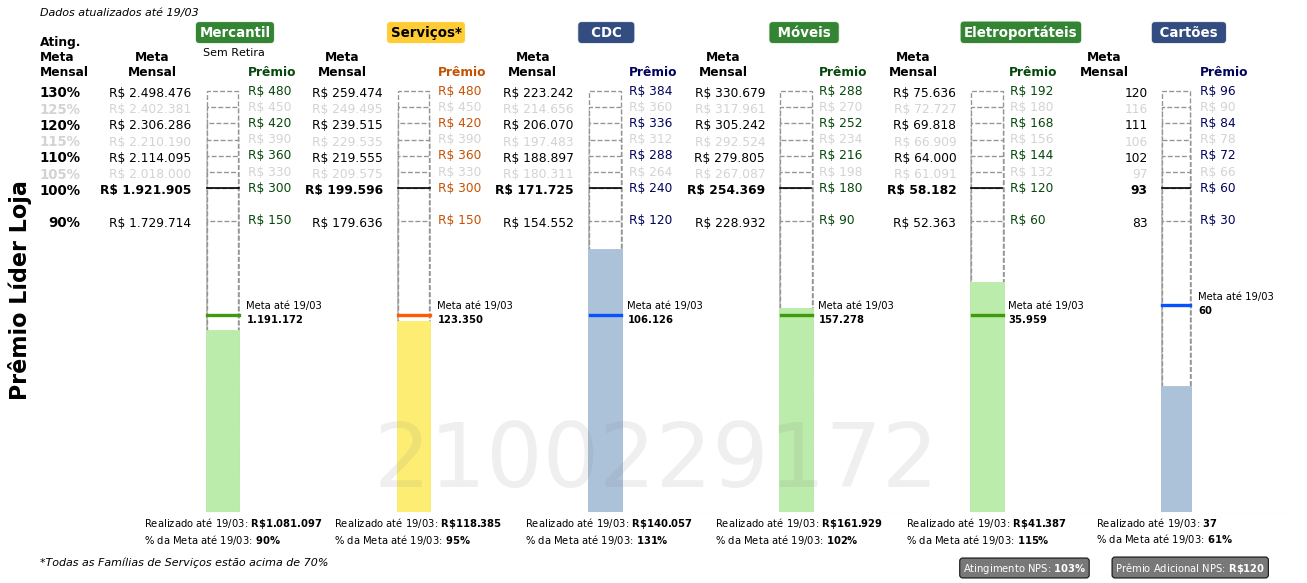 Dados atualizados até 19/03
Mercantil Serviços* CDC Móveis Eletroportáteis Cartões
Sem Retira
Ating. Meta Mensal Meta Mensal Prêmio Meta Mensal Prêmio Meta Mensal Prêmio Meta Mensal Prêmio Meta Mensal Prêmio Meta Mensal Prêmio
130% R$ 2.498.476 R$ 480 R$ 259.474 R$ 480 R$ 223.242 R$ 384 R$ 330.679 R$ 288 R$ 75.636 R$ 192 120 R$ 96
125% R$ 2.402.381 R$ 450 R$ 249.495 R$ 450 R$ 214.656 R$ 360 R$ 317.961 R$ 270 R$ 72.727 R$ 180 116 R$ 90
120% R$ 2.306.286 R$ 420 R$ 239.515 R$ 420 R$ 206.070 R$ 336 R$ 305.242 R$ 252 R$ 69.818 R$ 168 111 R$ 84
115% R$ 2.210.190 R$ 390 R$ 229.535 R$ 390 R$ 197.483 R$ 312 R$ 292.524 R$ 234 R$ 66.909 R$ 156 106 R$ 78
110% R$ 2.114.095 R$ 360 R$ 219.555 R$ 360 R$ 188.897 R$ 288 R$ 279.805 R$ 216 R$ 64.000 R$ 144 102 R$ 72
105% R$ 2.018.000 R$ 330 R$ 209.575 R$ 330 R$ 180.311 R$ 264 R$ 267.087 R$ 198 R$ 61.091 R$ 132 97 R$ 66
100% R$ 1.921.905 R$ 300 R$ 199.596 R$ 300 R$ 171.725 R$ 240 R$ 254.369 R$ 180 R$ 58.182 R$ 120 93 R$ 60
90% R$ 1.729.714 R$ 150 R$ 179.636 R$ 150 R$ 154.552 R$ 120 R$ 228.932 R$ 90 R$ 52.363 R$ 60 83 R$ 30
Prêmio Líder Loja
Meta até 19/03 Meta até 19/03 Meta até 19/03 Meta até 19/03 Meta até 19/03 Meta até 19/03
1.191.172 123.350 106.126 157.278 35.959 60
2100229172
Realizado até 19/03: R$1.081.097 Realizado até 19/03: R$118.385 Realizado até 19/03: R$140.057 Realizado até 19/03: R$161.929 Realizado até 19/03: R$41.387 Realizado até 19/03: 37
% da Meta até 19/03: 90% % da Meta até 19/03: 95% % da Meta até 19/03: 131% % da Meta até 19/03: 102% % da Meta até 19/03: 115% % da Meta até 19/03: 61%
*Todas as Famílias de Serviços estão acima de 70%
Atingimento NPS: 103% Prêmio Adicional NPS: R$120